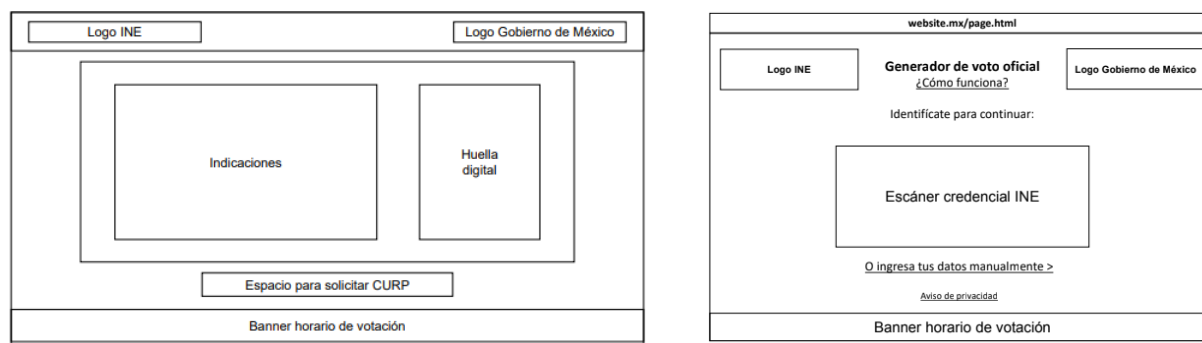 Logo INE
Logo Gobierno de México
Indicaciones
Huella
digital
Espacio para solicitar CURP
Banner horario de votación
website.mx/page.html
Logo INE
Generador de voto oficial
¿Cómo funciona?
Logo Gobierno de México
Identifícate para continuar:
Escáner credencial INE
O ingresa tus datos manualmente >
Aviso de privacidad
Banner horario de votación